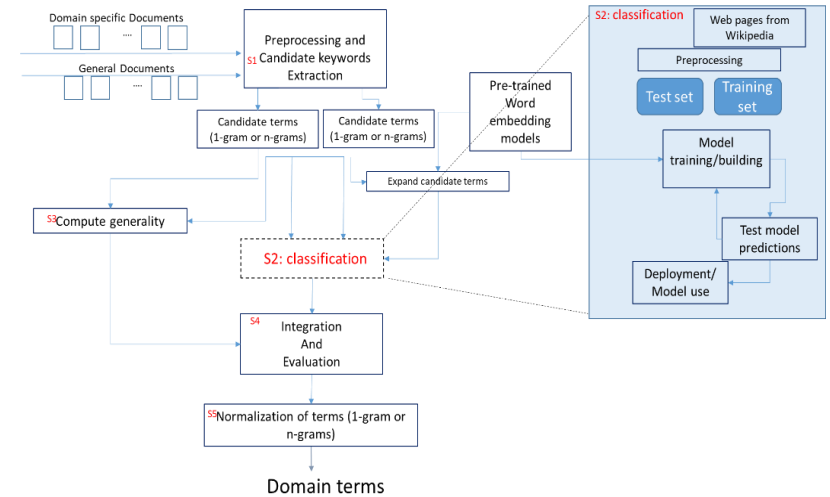 Domain specific Documents
....
General Documents
....
S1
Preprocessing and
Candidate keywords
Extraction
Candidate terms
(1-gram or n-grams)
Candidate terms
(1-gram or n-grams)
Pre-trained
Word
embedding
models
Expand candidate terms
S3
Compute generality
S2: classification
S4
Integration
And
Evaluation
S5
Normalization of terms (1-gram or
n-grams)
Domain terms
S2: classification
Web pages from
Wikipedia
Preprocessing
Test set
Training
set
Model
training/building
Test model
predictions
Deployment/
Model use